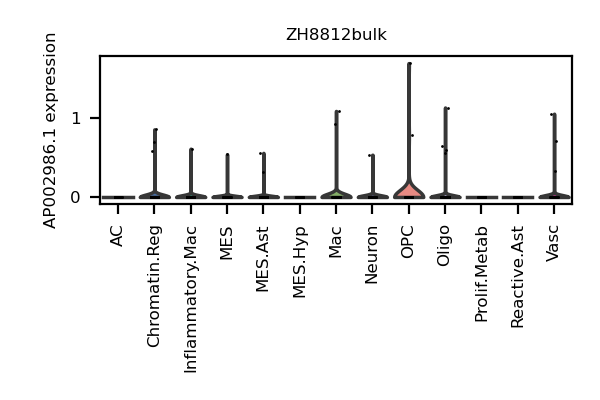 ZH8812bulk
AP002986.1 expression
1
0
AC
Chromatin.Reg
Inflammatory.Mac
MES
MES.Ast
MES.Hyp
Mac
Neuron
OPC
Oligo
Prolif.Metab
Reactive.Ast
Vasc